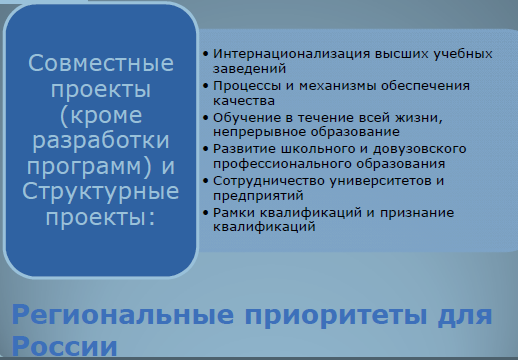 Совместные
проекты
(кроме
разработки
программ) и
Структурные
проекты:
• Интернационализация высших учебных
заведений
• Процессы и механизмы обеспечения
качества
• Обучение в течение всей жизни,
непрерывное образование
• Развитие школьного и довузовского
профессионального образования
• Сотрудничество университетов и
предприятий
• Рамки квалификаций и признание
квалификаций
Региональные приоритеты для
России